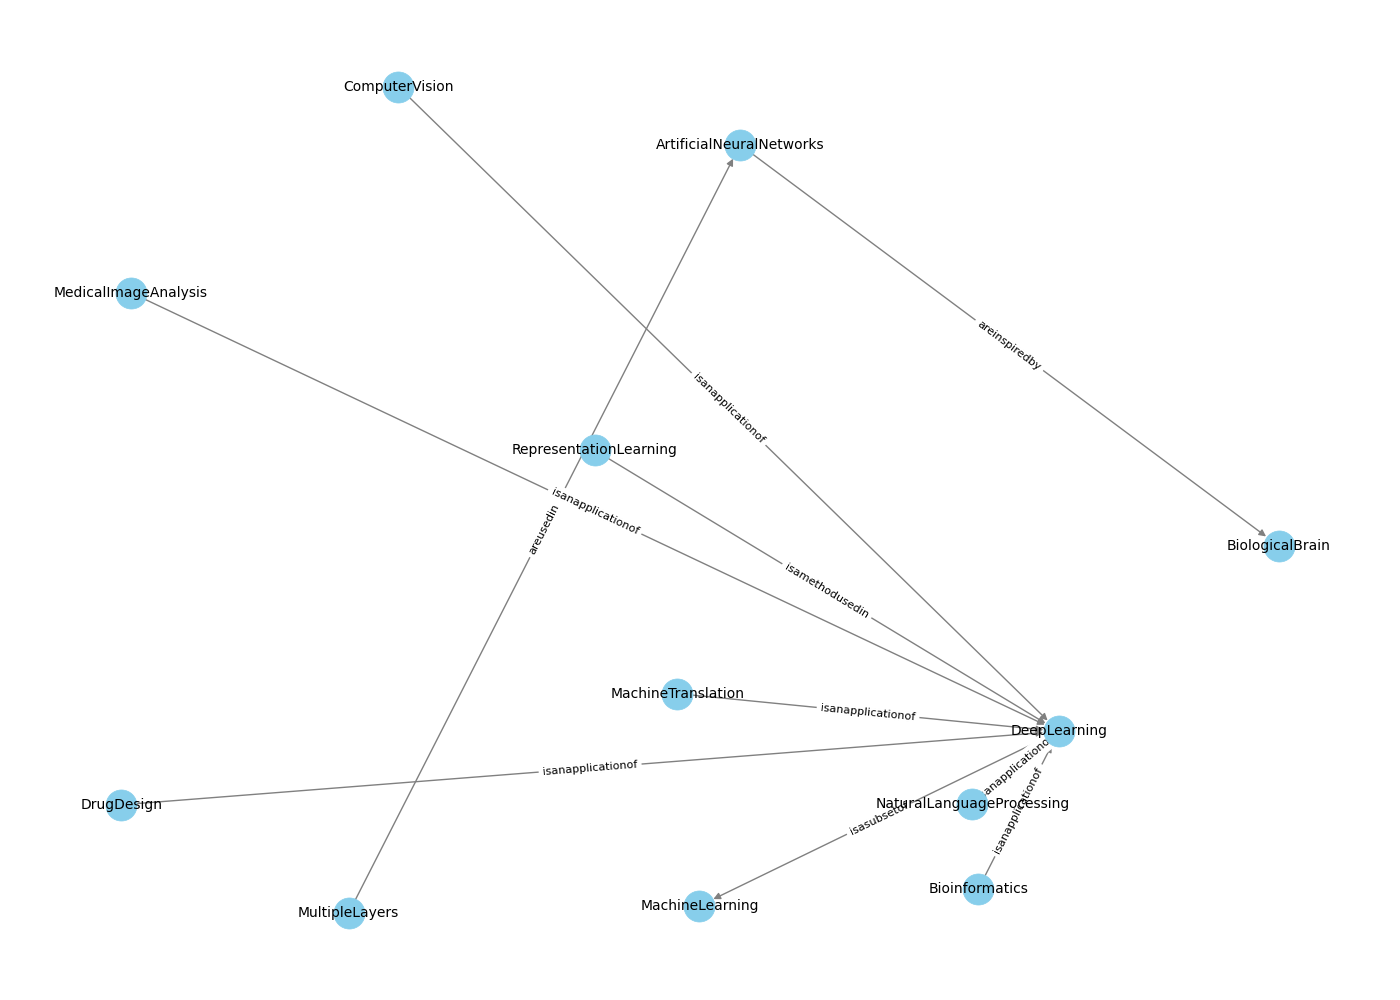 ComputerVision
ArtificialNeuralNetworks
MedicalImageAnalysis
areinspiredby
isanapplicationof
RepresentationLearning
isanapplicationof
areusedin
BiologicalBrain
isamethodusedin
MachineTranslation
isanapplicationof
DeepLearning
isanapplicationof
DrugDesign
NaturalLanguageProcessing
isasubsetof
isanapplicationof
Bioinformatics
MultipleLayers
MachineLearning